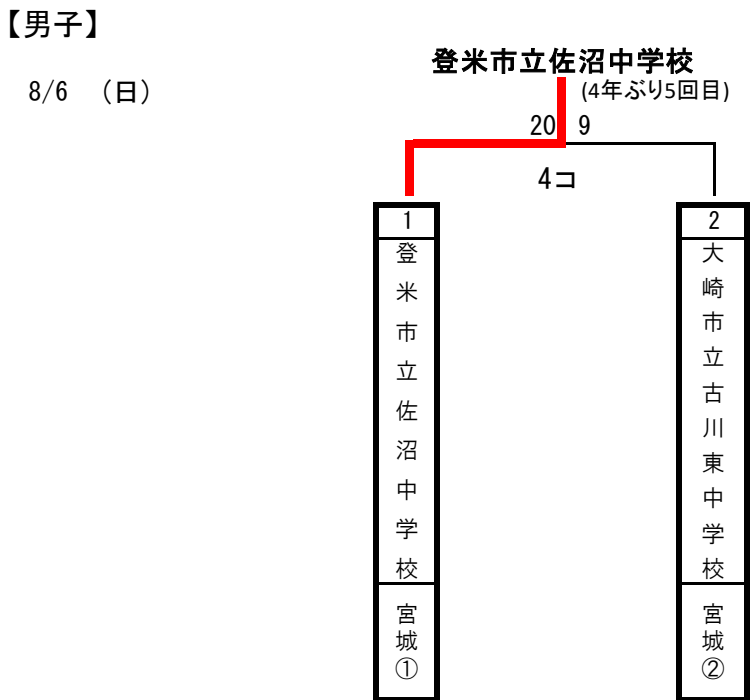 【男子】
登米市立佐沼中学校
8/6 （日）
(4年ぶり5回目)
20 9
4コ
1
登米市立佐沼中学校
宮城①
2
大崎市立古川東中学校
宮城②